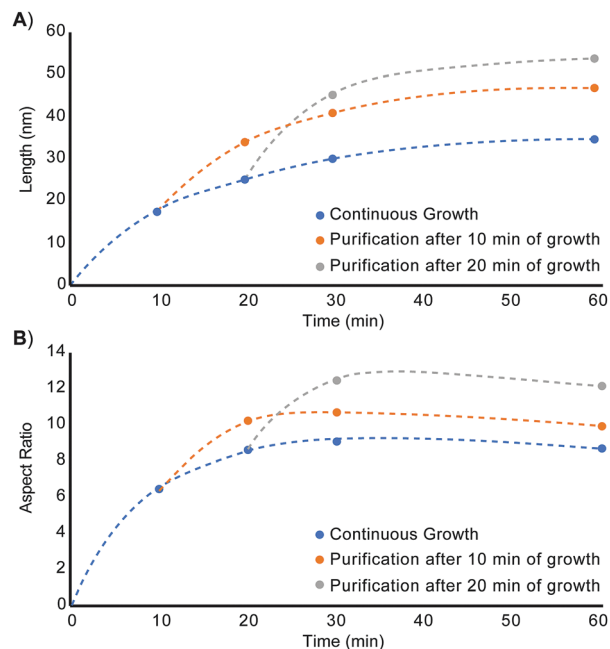 A)
60
50
40
30
20
10
0
Length (nm)
Continuous Growth
Purification after 10 min of growth
Purification after 20 min of growth
0 10 20 30 40 50 60
Time (min)
B)
14
12
10
8
6
4
2
0
Aspect Ratio
Continuous Growth
Purification after 10 min of growth
Purification after 20 min of growth
0 10 20 30 40 50 60
Time (min)